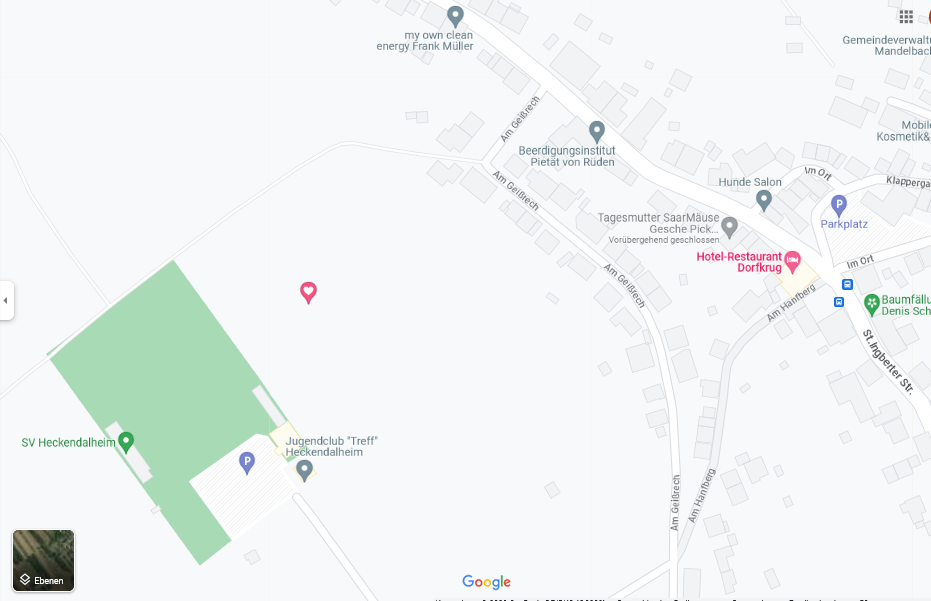 my own clean
energy Frank Müller
Gemeindeverwaltu
Mandelbac
Am Geißrech
Beerdigungsinstitut
Pietät von Rüden
Mobile
Kosmetik&
Am Geißrech
Hunde Salon
Im Ort
Klapperga
P
Parkplatz
Tagesmutter SaarMäuse
Gesche Pick...
Vorübergehend geschlossen
Hotel-Restaurant
Dorfkrug
Im Ort
Am Geißrech
Am Hanfberg
Baumfällu
Denis Sch
St.Ingberter Str.
SV Heckendalheim
P
Jugendclub "Treff"
Heckendalheim
Am Geißrech
Am Hanfberg
Ebenen
Google